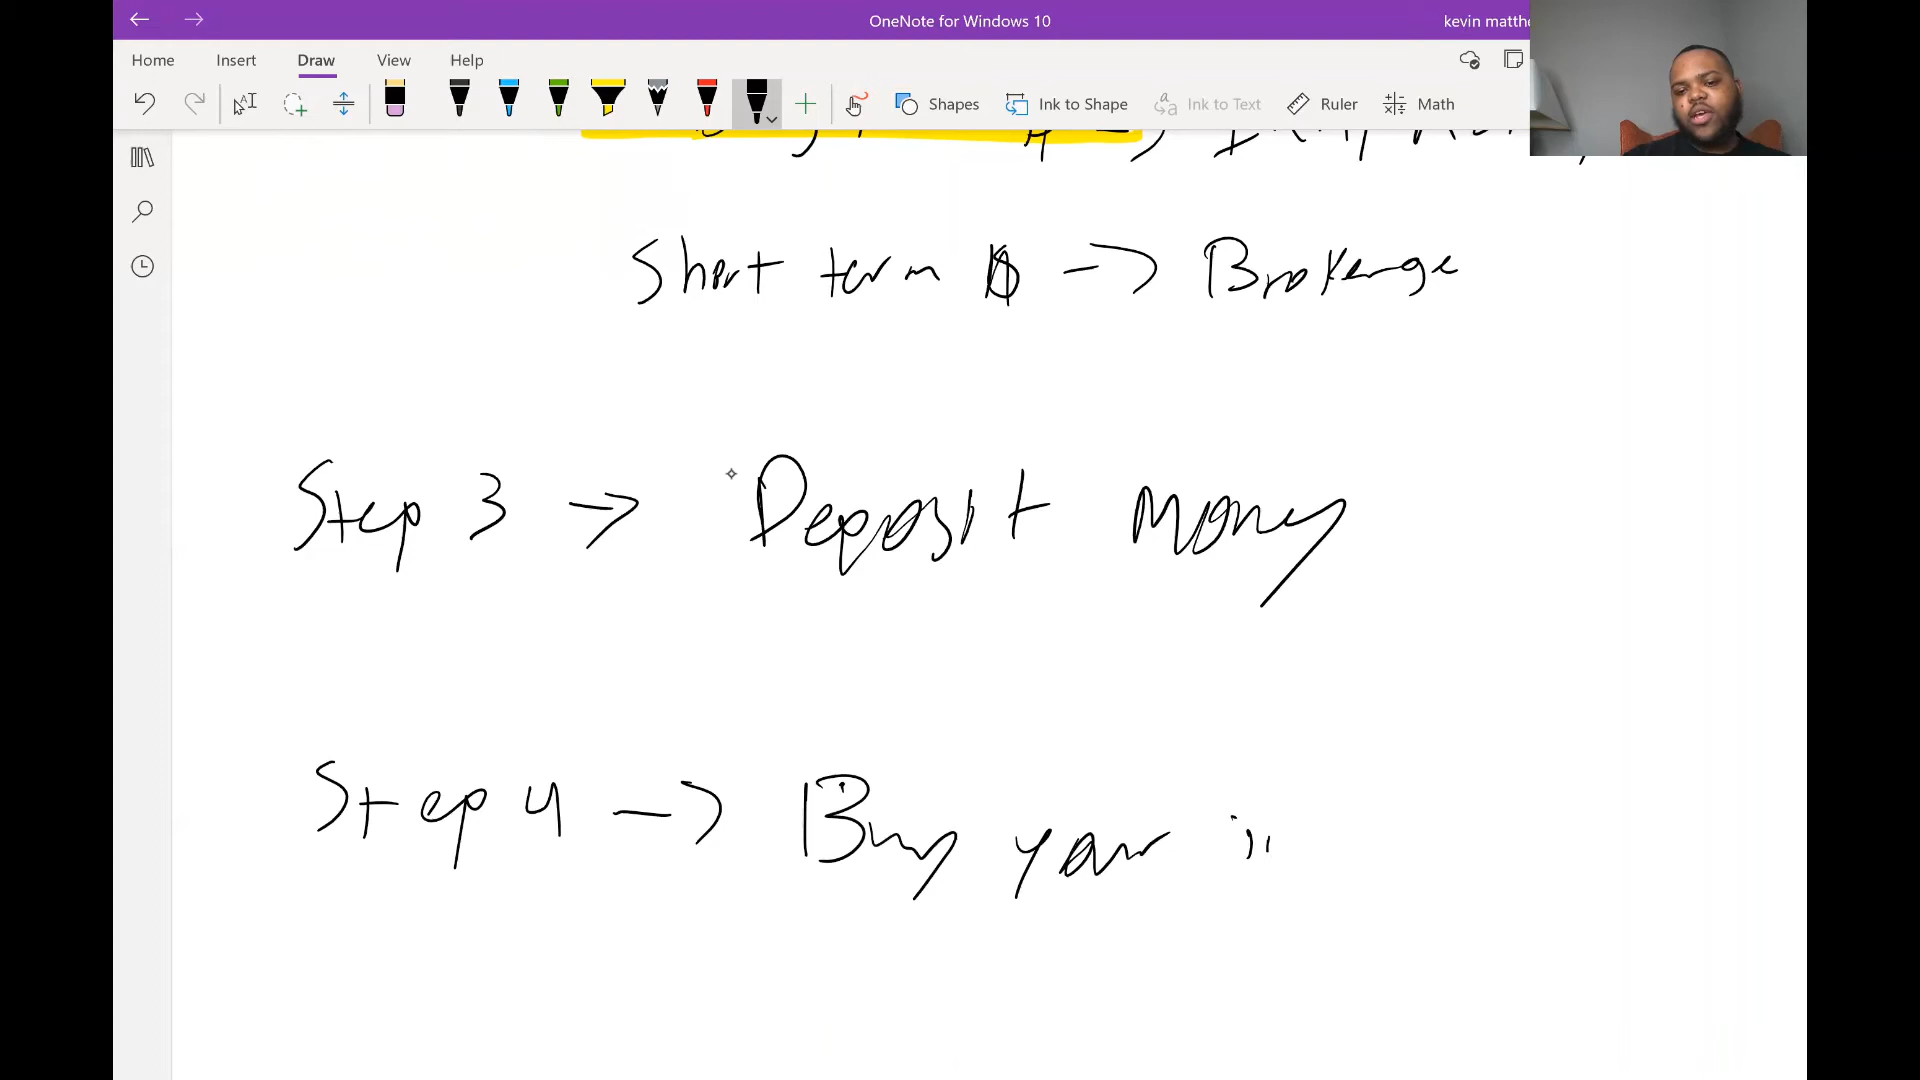 OneNote for Windows 10
kevin matthe
Home Insert Draw View Help
Shapes Ink to Shape Ink to Text Ruler Math
Short term $ -> Brokerage
Step 3 -> Deposit Money
Step 4 -> Buy your